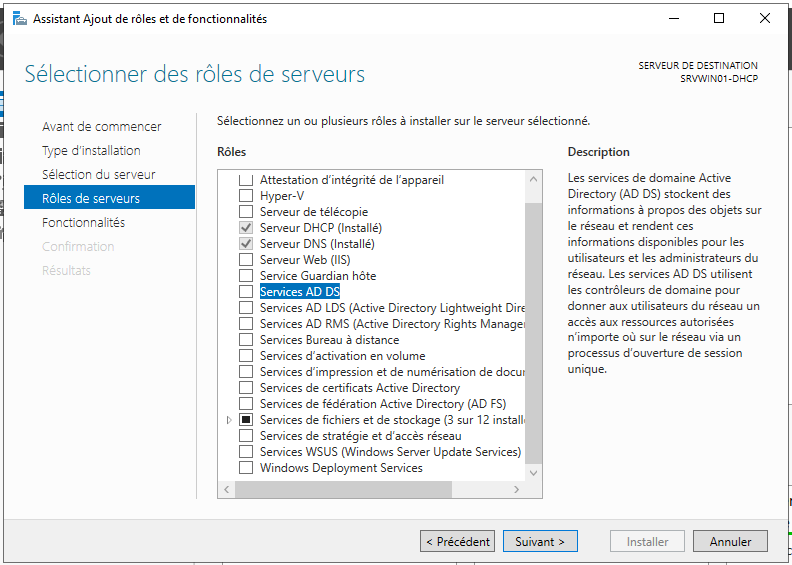 Assistant Ajout de rôles et de fonctionnalités
Sélectionner des rôles de serveurs
SERVEUR DE DESTINATION
SRVWIN01-DHCP
Avant de commencer
Type d'installation
Sélection du serveur
Rôles de serveurs
Fonctionnalités
Confirmation
Résultats
Sélectionnez un ou plusieurs rôles à installer sur le serveur sélectionné.
Rôles
Attestation d'intégrité de l'appareil
Hyper-V
Serveur de télécopie
Serveur DHCP (Installé)
Serveur DNS (Installé)
Serveur Web (IIS)
Service Guardian hôte
Services AD DS
Services AD LDS (Active Directory Lightweight Dire
Services AD RMS (Active Directory Rights Manager
Services Bureau à distance
Services d'activation en volume
Services d'impression et de numérisation de docu
Services de certificats Active Directory
Services de fédération Active Directory (AD FS)
Services de fichiers et de stockage (3 sur 12 install
Services de stratégie et d'accès réseau
Services WSUS (Windows Server Update Services)
Windows Deployment Services
Description
Les services de domaine Active
Directory (AD DS) stockent des
informations à propos des objets sur
le réseau et rendent ces
informations disponibles pour les
utilisateurs et les administrateurs du
réseau. Les services AD DS utilisent
les contrôleurs de domaine pour
donner aux utilisateurs du réseau un
accès aux ressources autorisées
n'importe où sur le réseau via un
processus d'ouverture de session
unique.
< Précédent
Suivant >
Installer
Annuler